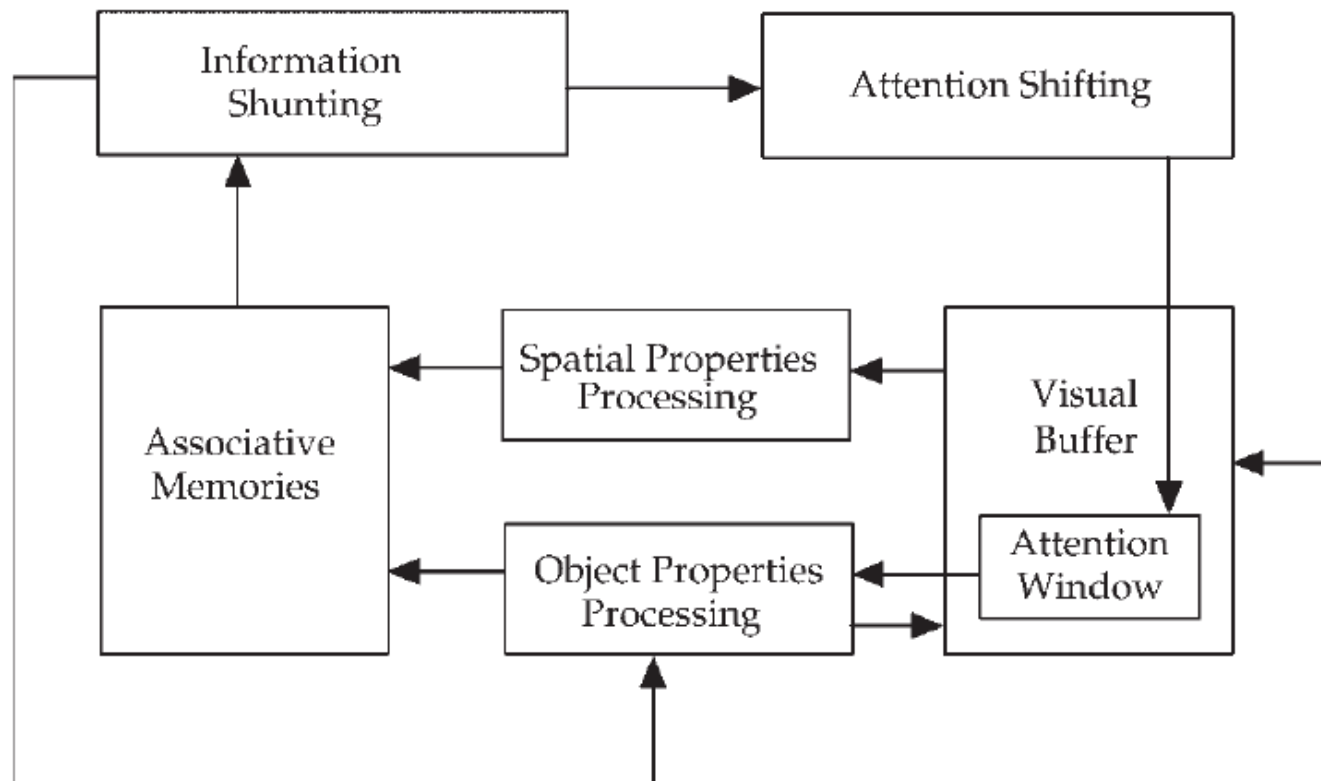 Information
Shunting
Attention Shifting
Spatial Properties
Processing
Visual
Buffer
Associative
Memories
Object Properties
Processing
Attention
Window